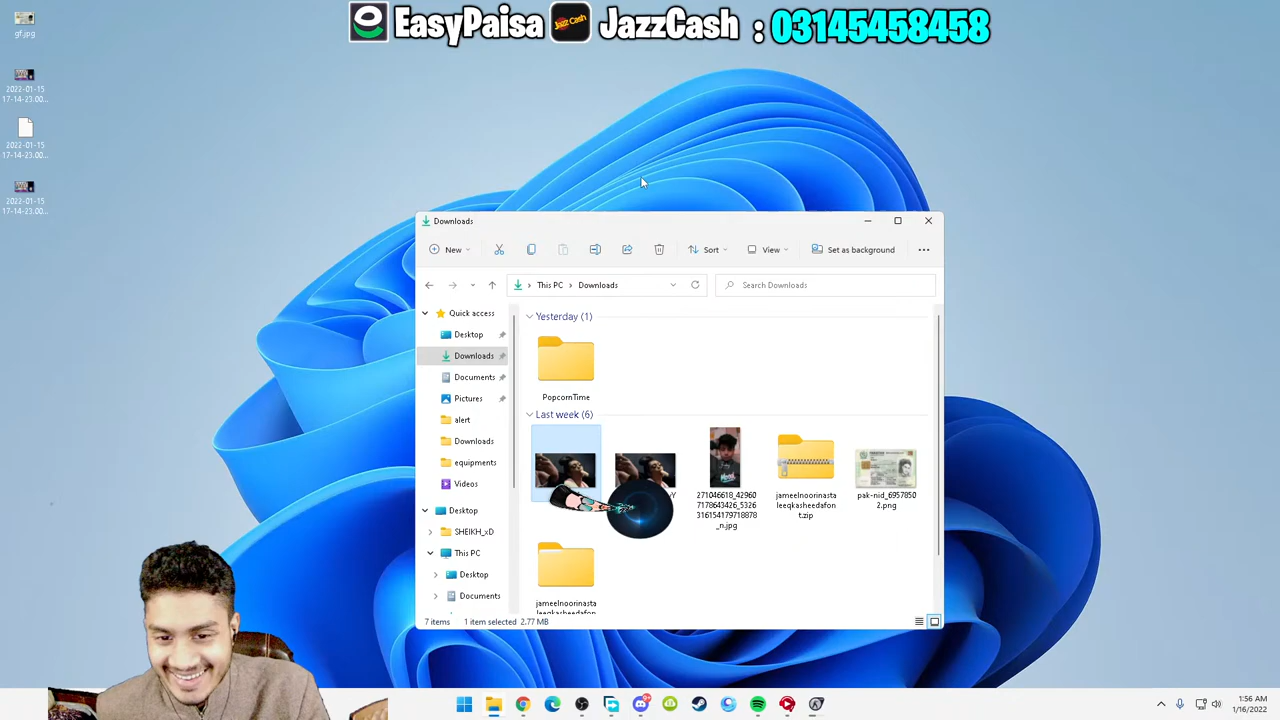 EasyPaisa JazzCash : 03145458458
gf.jpg
2022-01-15
17-14-23.00...
2022-01-15
17-14-23.00...
2022-01-15
17-14-23.00...
Downloads
New
Sort
View
Set as background
This PC > Downloads
Search Downloads
Quick access
Desktop
Downloads
Documents
Pictures
alert
Downloads
equipments
Videos
Desktop
SHEIKH_xD
This PC
Desktop
Documents
Yesterday (1)
PopcornTime
Last week (6)
271046618_42960
7178643426_5326
316154179718878
_n.jpg
jameelnoorinasta
leeqkasheedafon
t.zip
pak-nid_6957850
2.png
jameelnoorinasta
leeqkasheedafon
7 items
1 item selected 2.77 MB
1:56 AM
1/16/2022